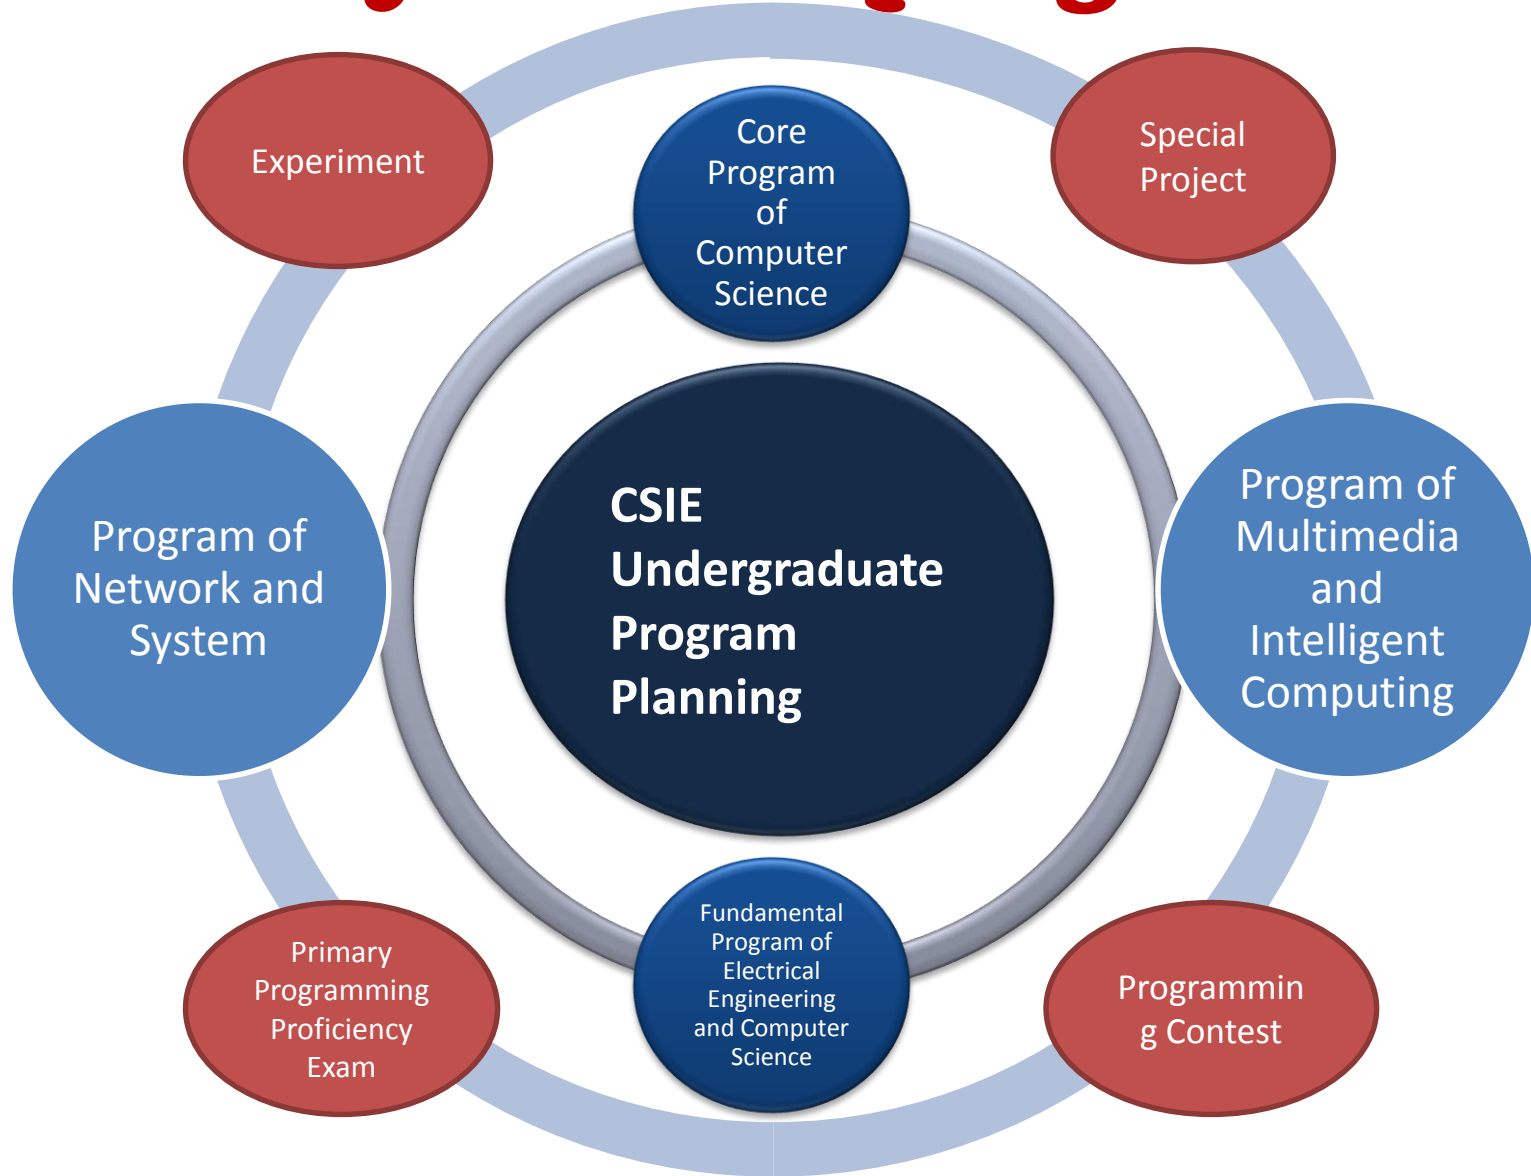 Experiment
Core
Program
of
Computer
Science
Special
Project
Program of
Network and
System
CSIE
Undergraduate
Program
Planning
Program of
Multimedia
and
Intelligent
Computing
Primary
Programming
Proficiency
Exam
Fundamental
Program of
Electrical
Engineering
and Computer
Science
Programmin
g Contest